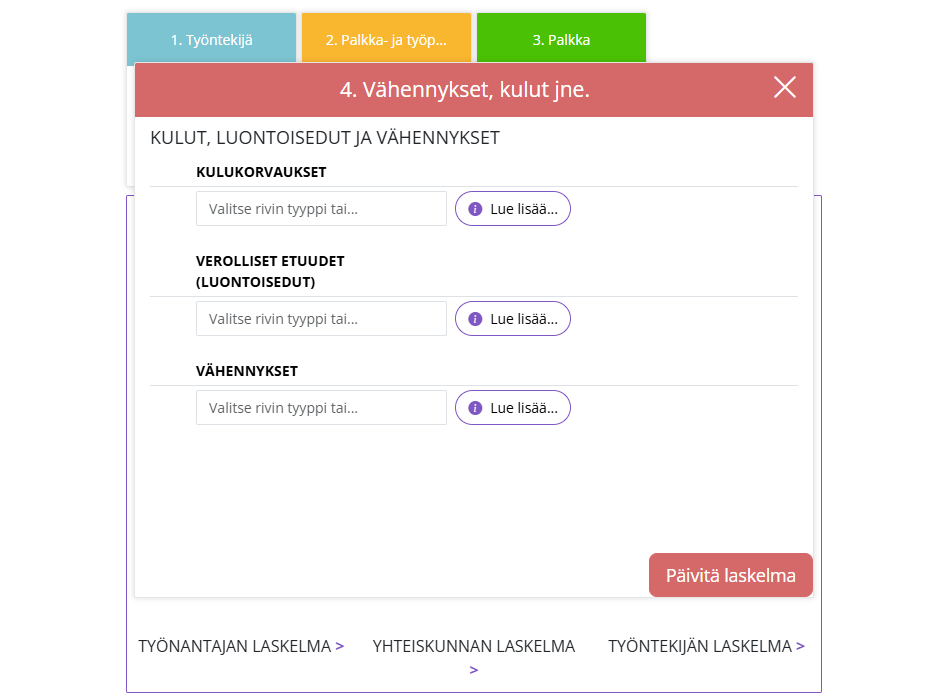 1. Työntekijä
2. Palkka- ja työp...
3. Palkka
4. Vähennykset, kulut jne.
KULUT, LUONTOISEDUT JA VÄHENNYKSET
KULUKORVAUKSET
Valitse rivin tyyppi tai...
Lue lisää...
VEROLLISET ETUUDET
(LUONTOISEDUT)
Valitse rivin tyyppi tai...
Lue lisää...
VÄHENNYKSET
Valitse rivin tyyppi tai...
Lue lisää...
Päivitä laskelma
TYÖNANTAJAN LASKELMA >
YHTEISKUNNAN LASKELMA
>
TYÖNTEKIJÄN LASKELMA >